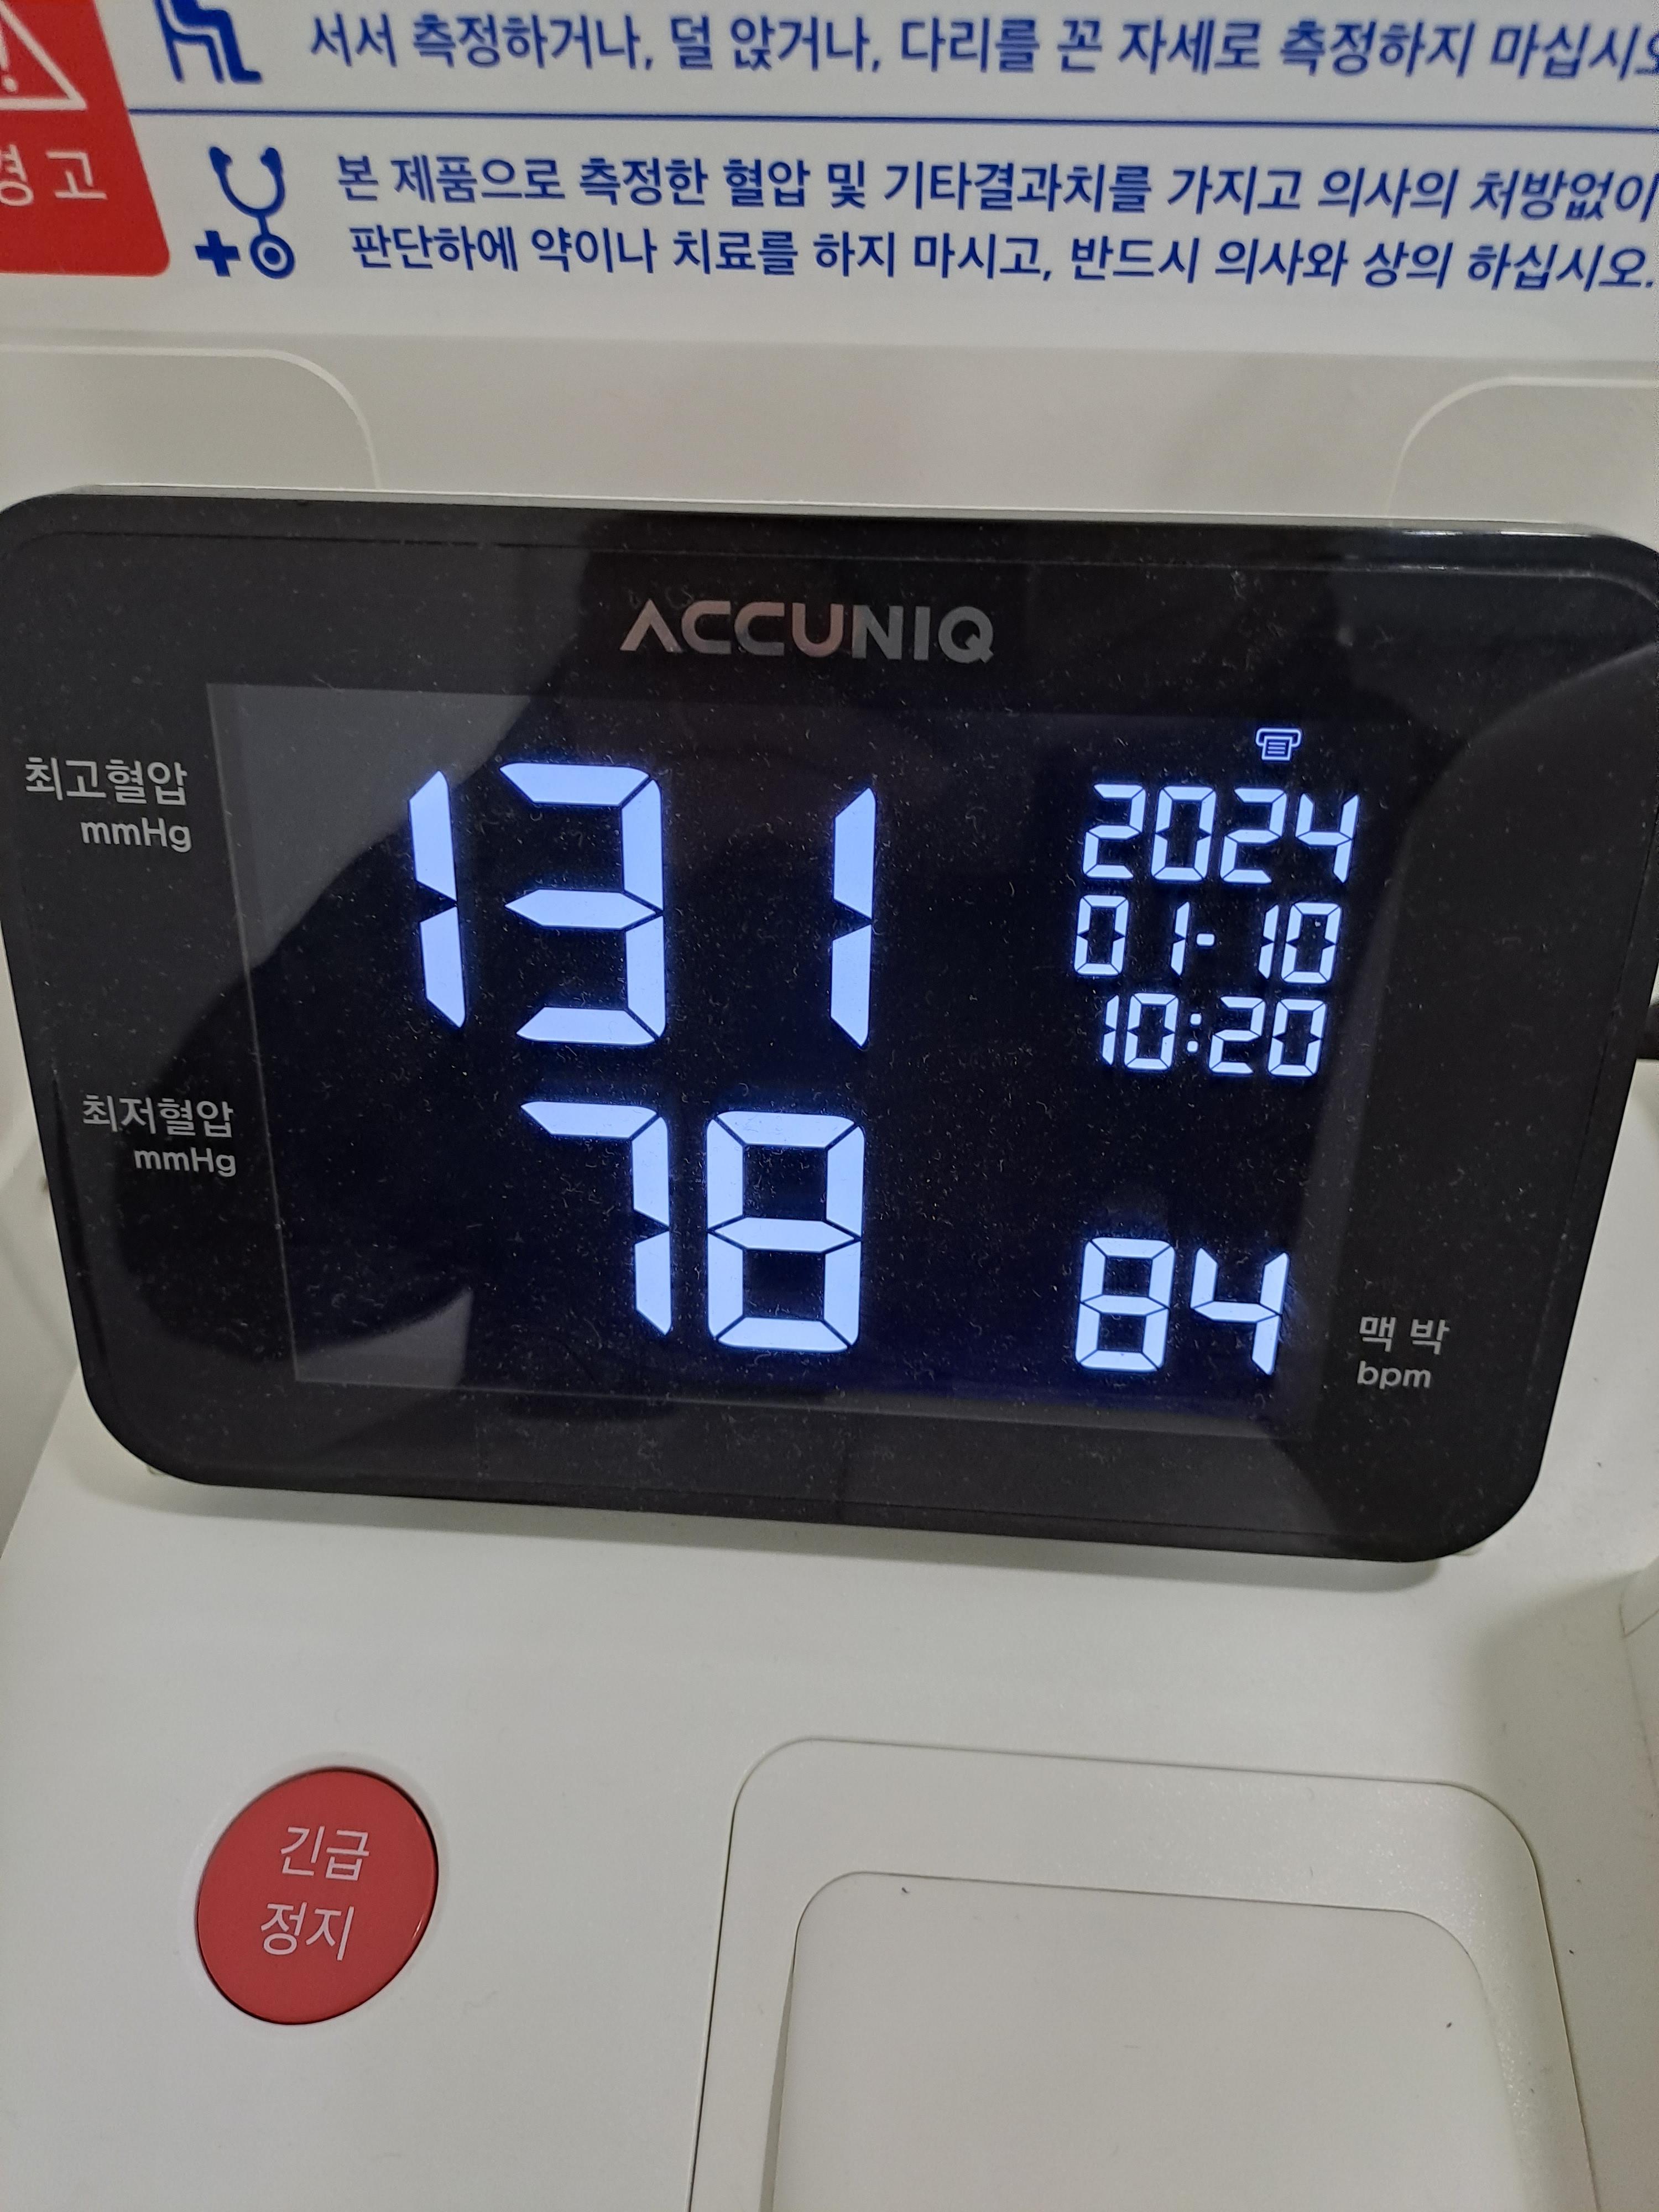 서서 측정하거나, 덜 앉거나, 다리를 꼰 자세로 측정하지 마십시오
경고
본 제품으로 측정한 혈압 및 기타결과치를 가지고 의사의 처방없이
판단하에 약이나 치료를 하지 마시고, 반드시 의사와 상의 하십시오.
ACCUNIQ
최고혈압
mmHg
131
2024
01-10
10:20
최저혈압
mmHg
78
84
맥박
bpm
긴급
정지